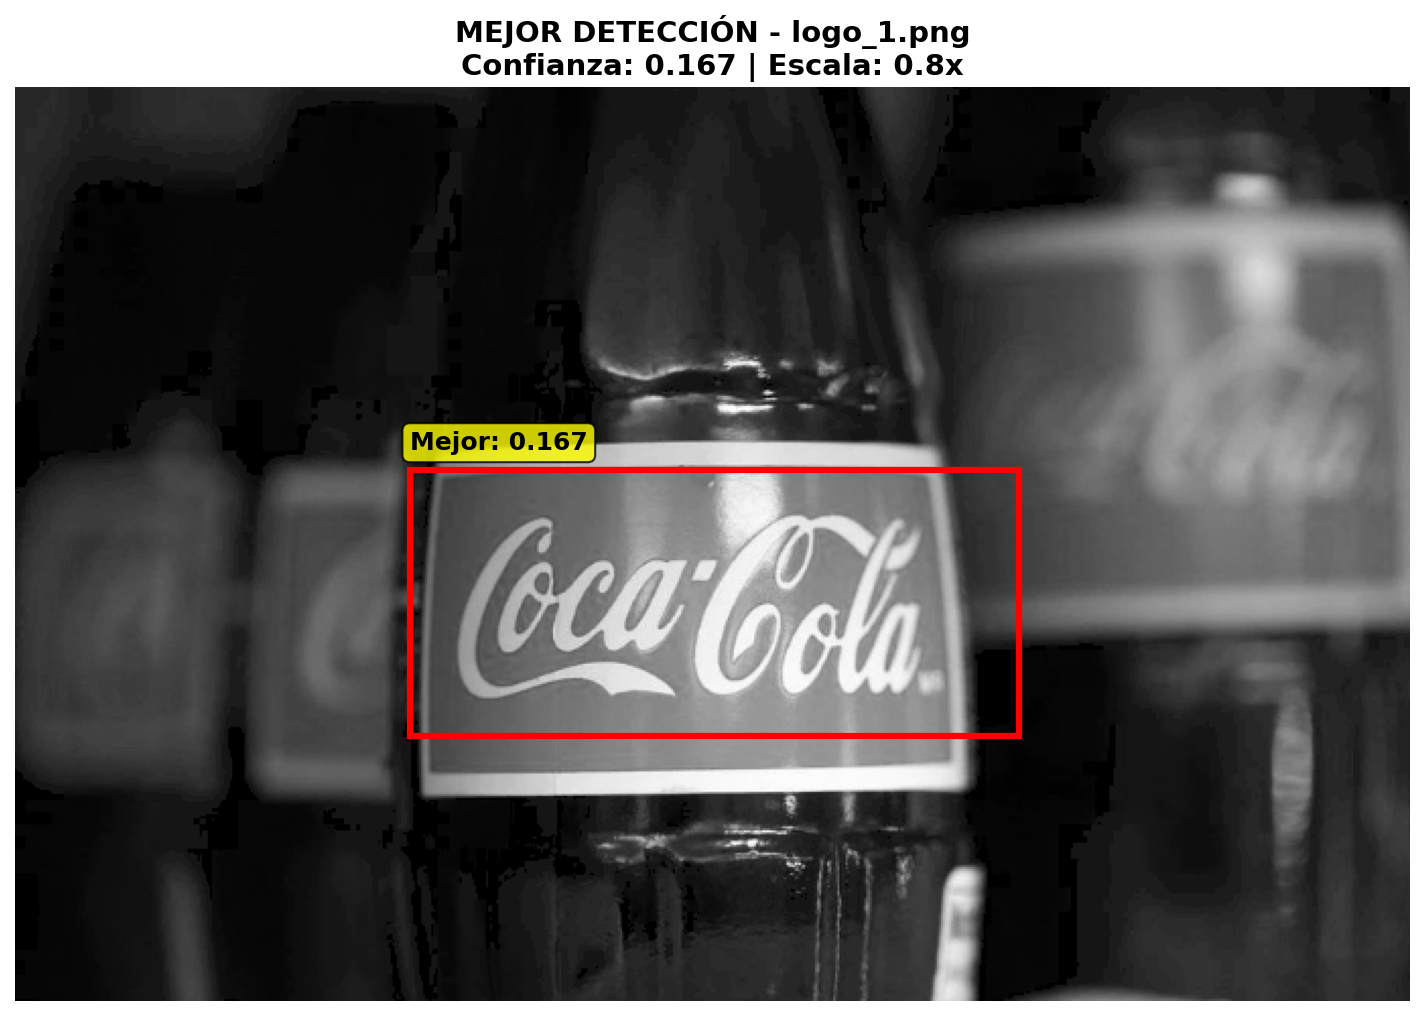 MEJOR DETECCIÓN - logo_1.png
Confianza: 0.167 | Escala: 0.8x
Mejor: 0.167
Coca-Cola